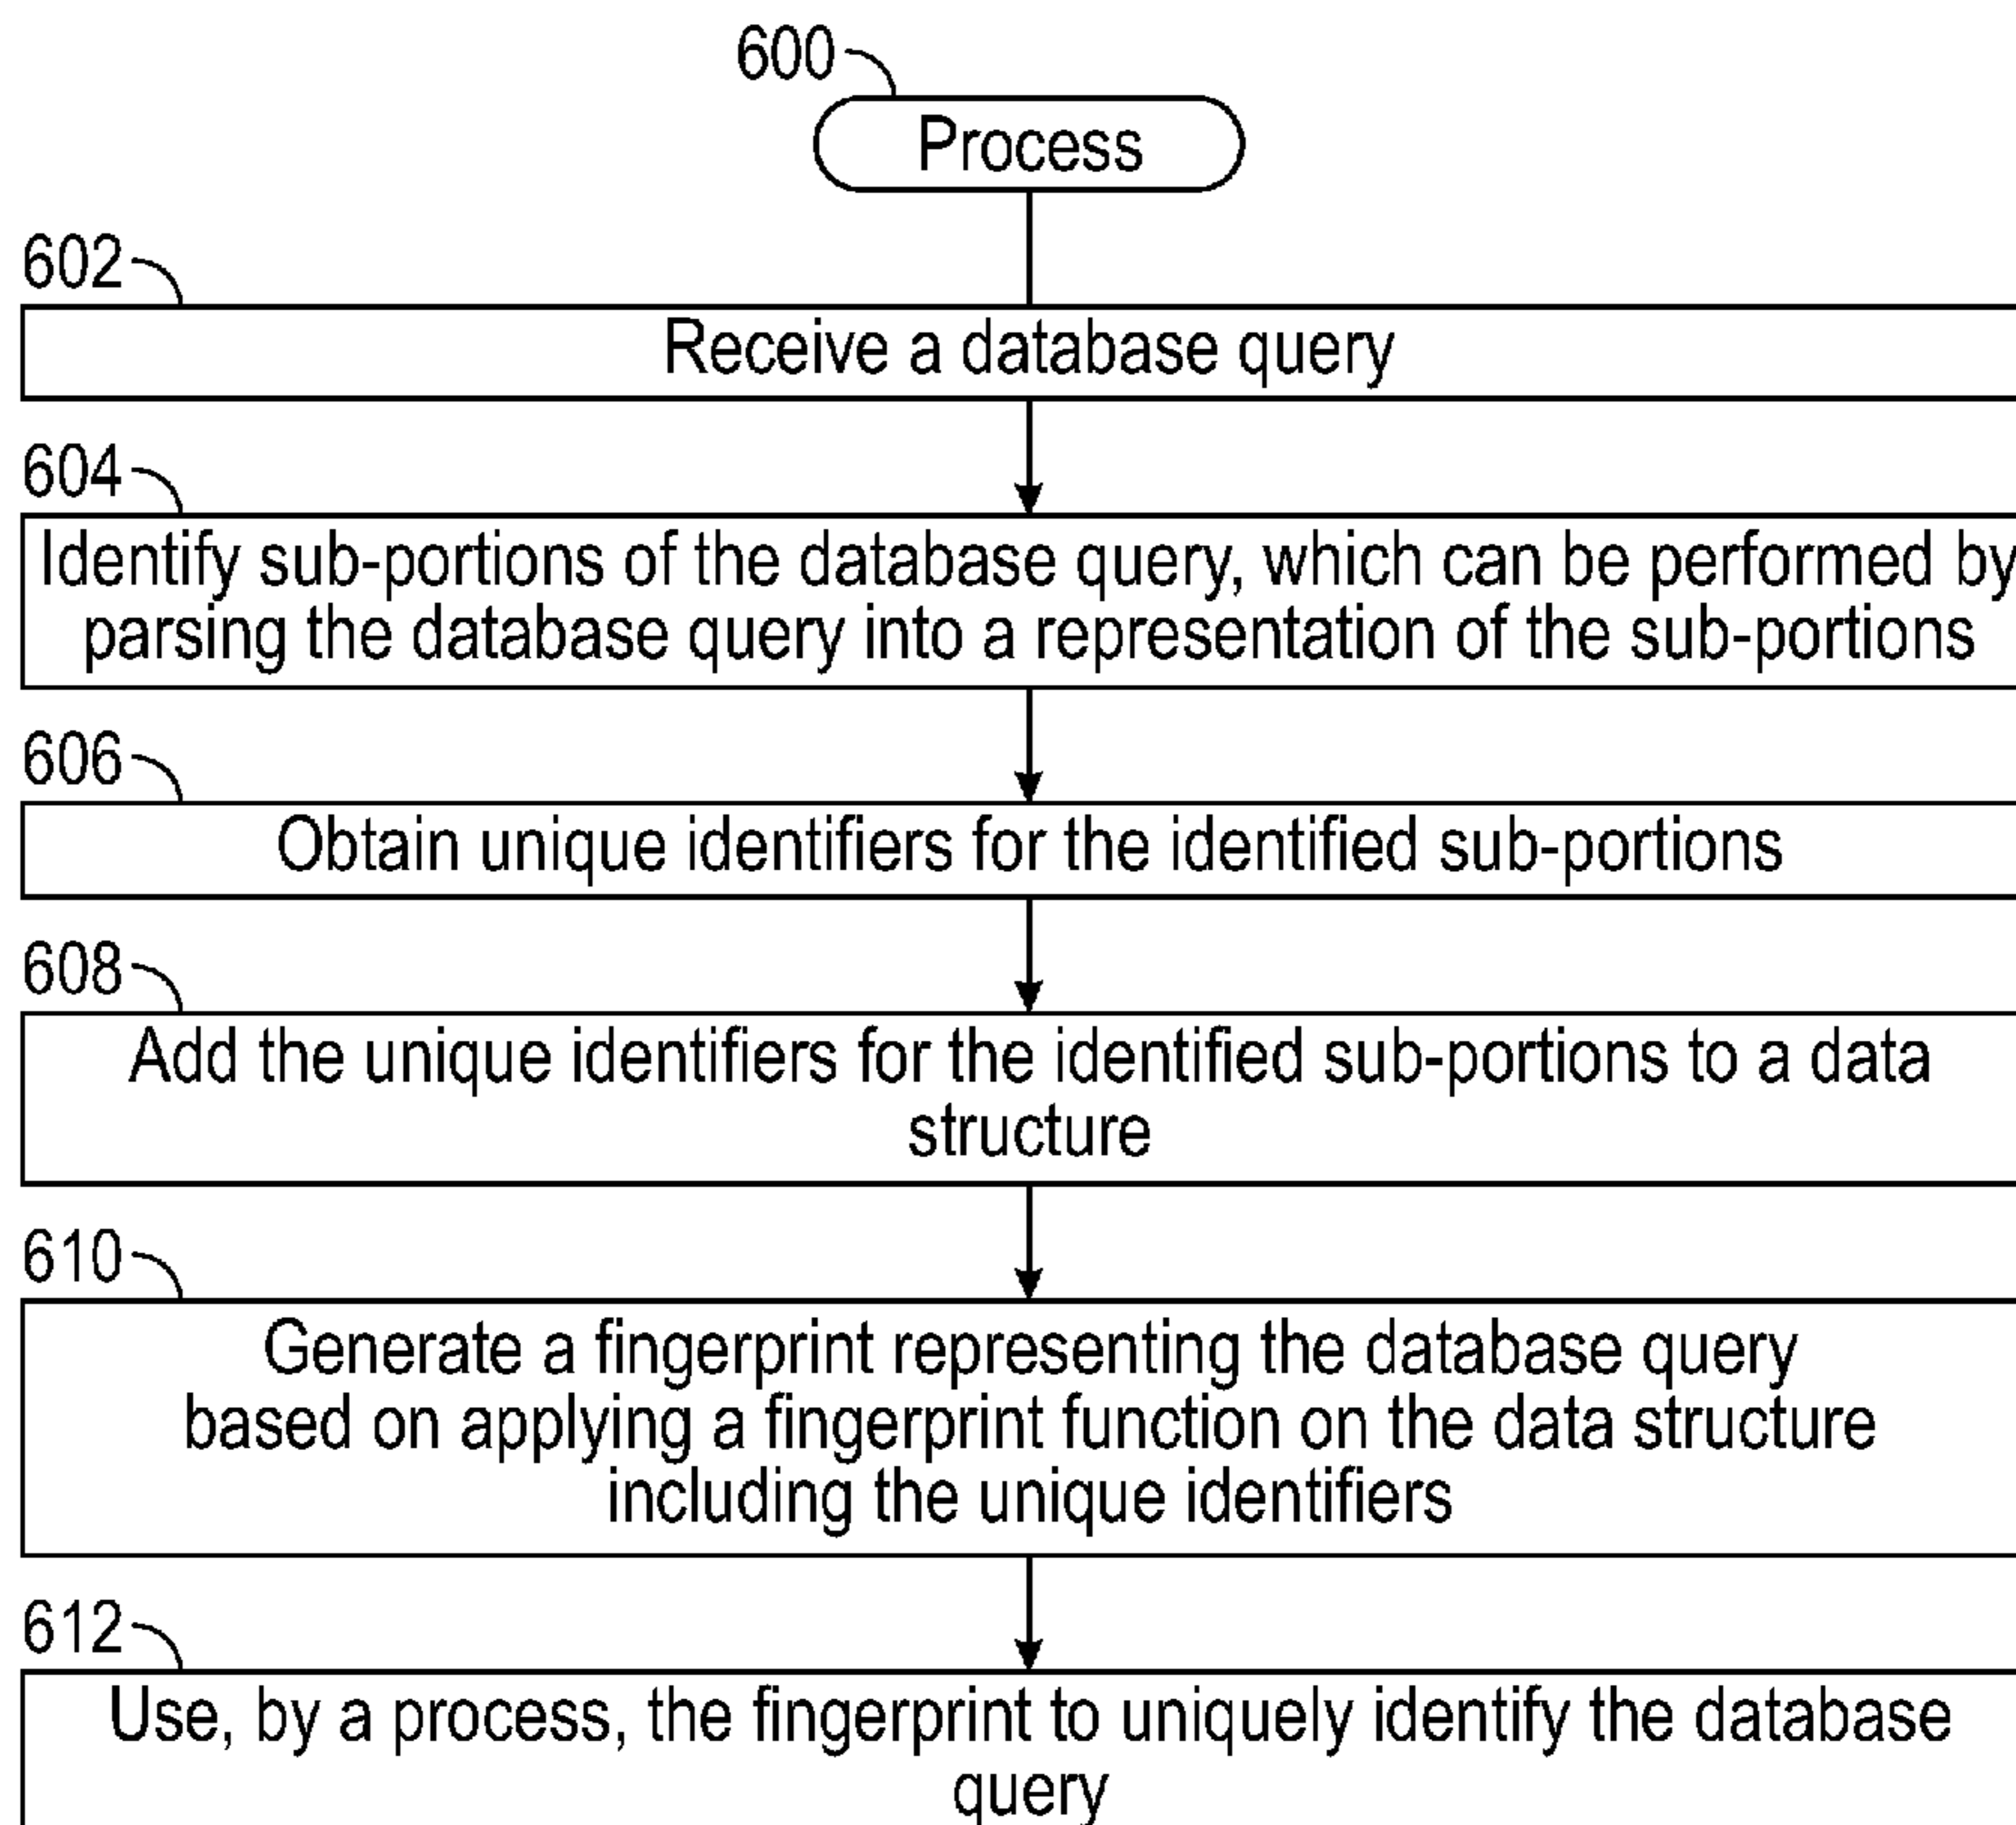 600
Process
602
Receive a database query
604
Identify sub-portions of the database query, which can be performed by
parsing the database query into a representation of the sub-portions
606
Obtain unique identifiers for the identified sub-portions
608
Add the unique identifiers for the identified sub-portions to a data
structure
610
Generate a fingerprint representing the database query
based on applying a fingerprint function on the data structure
including the unique identifiers
612
Use, by a process, the fingerprint to uniquely identify the database
query